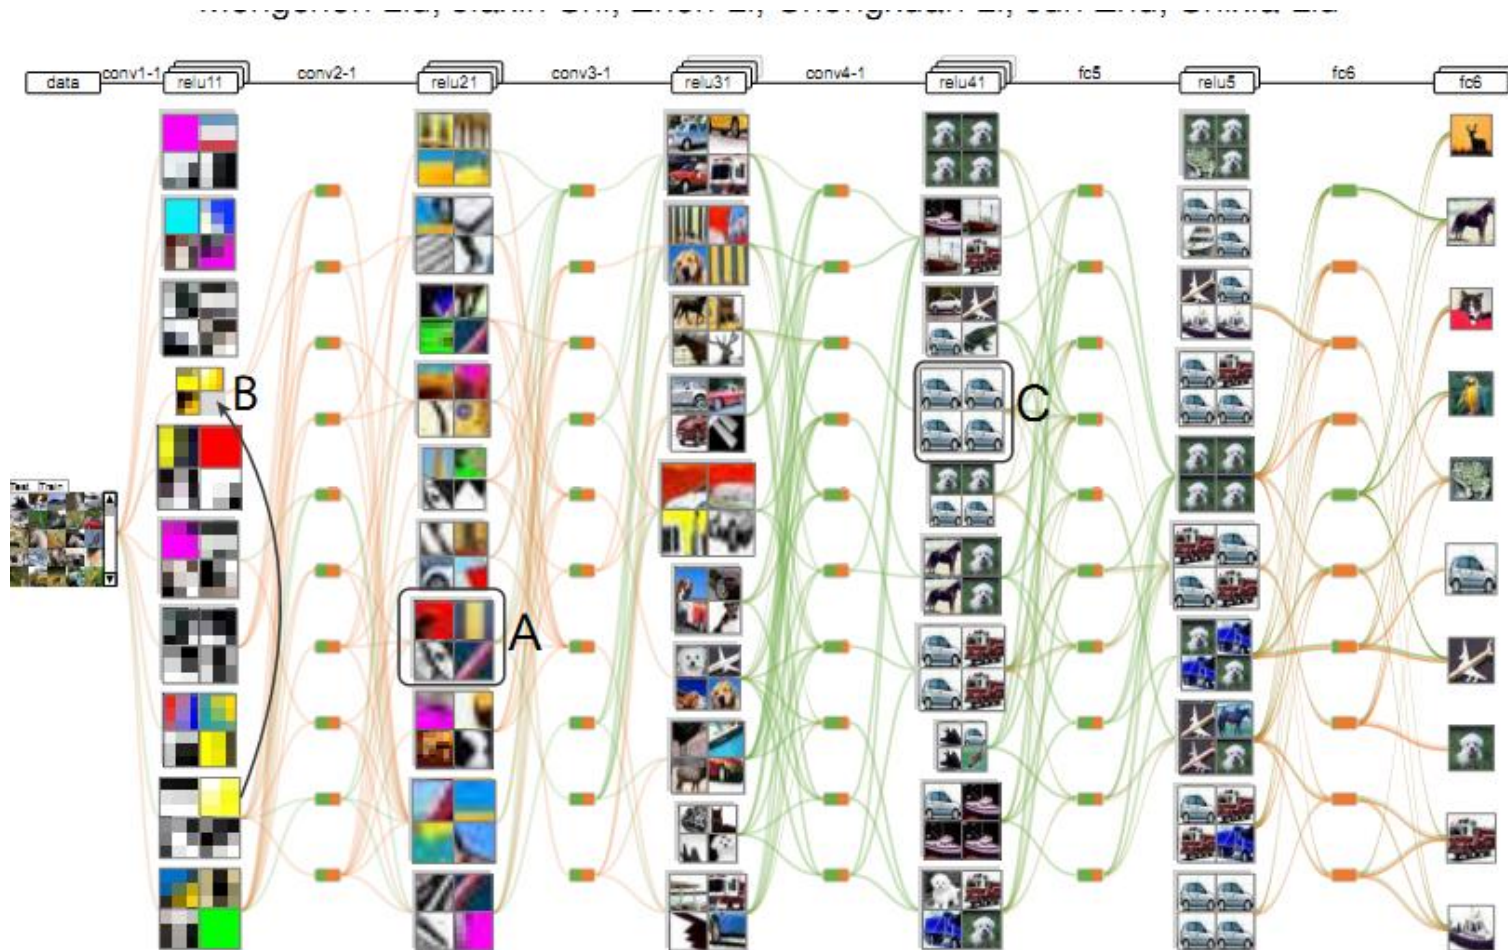 data conv1-1 relu11 conv2-1 relu21 conv3-1 relu31 conv4-1 relu41 fc5 relu5 fc6 fc6
B
C
Test Train
A